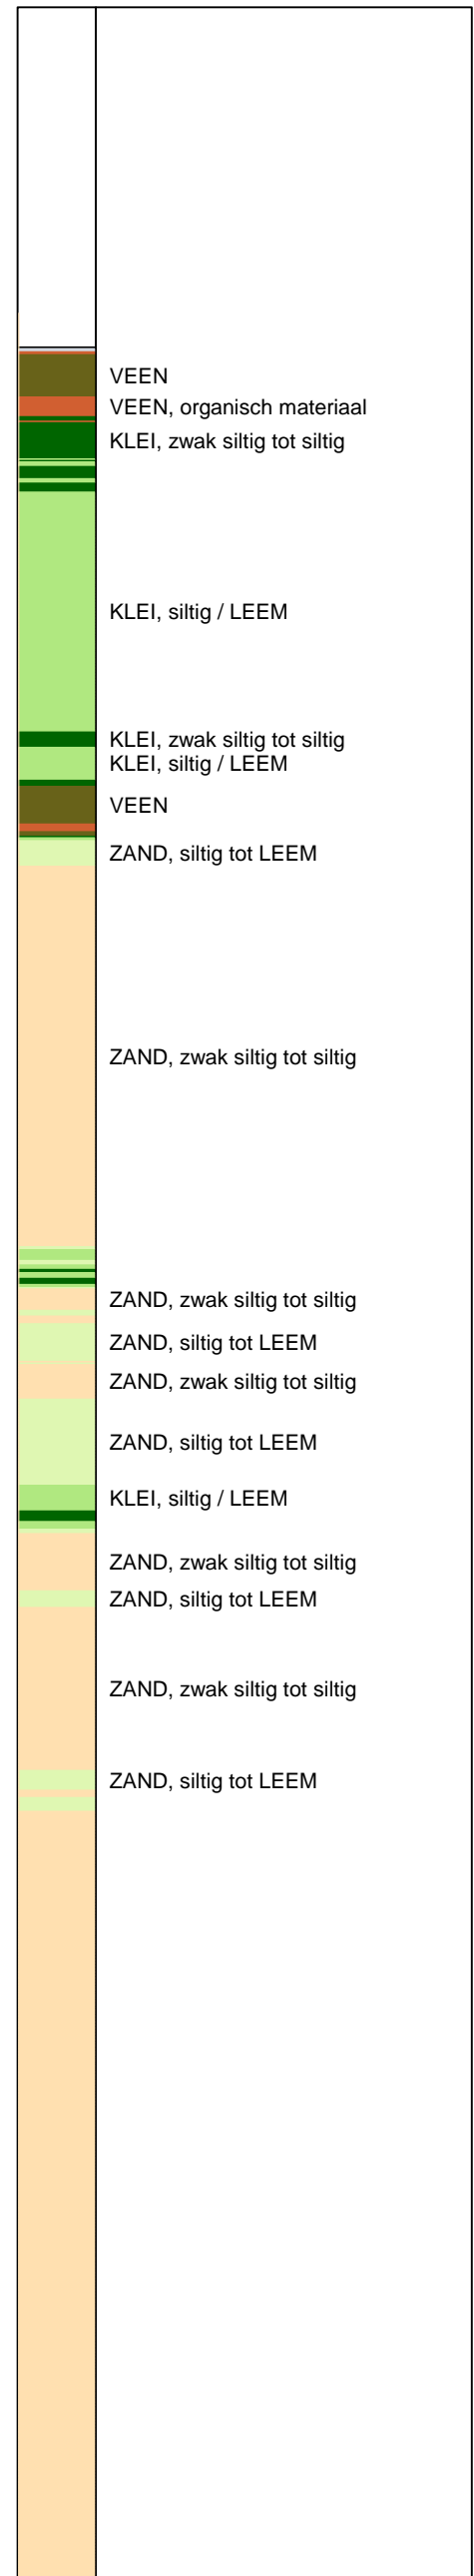 VEEN
VEEN, organisch materiaal
KLEI, zwak siltig tot siltig
KLEI, siltig / LEEM
KLEI, zwak siltig tot siltig
KLEI, siltig / LEEM
VEEN
ZAND, siltig tot LEEM
ZAND, zwak siltig tot siltig
ZAND, zwak siltig tot siltig
ZAND, siltig tot LEEM
ZAND, zwak siltig tot siltig
ZAND, siltig tot LEEM
KLEI, siltig / LEEM
ZAND, zwak siltig tot siltig
ZAND, siltig tot LEEM
ZAND, zwak siltig tot siltig
ZAND, siltig tot LEEM